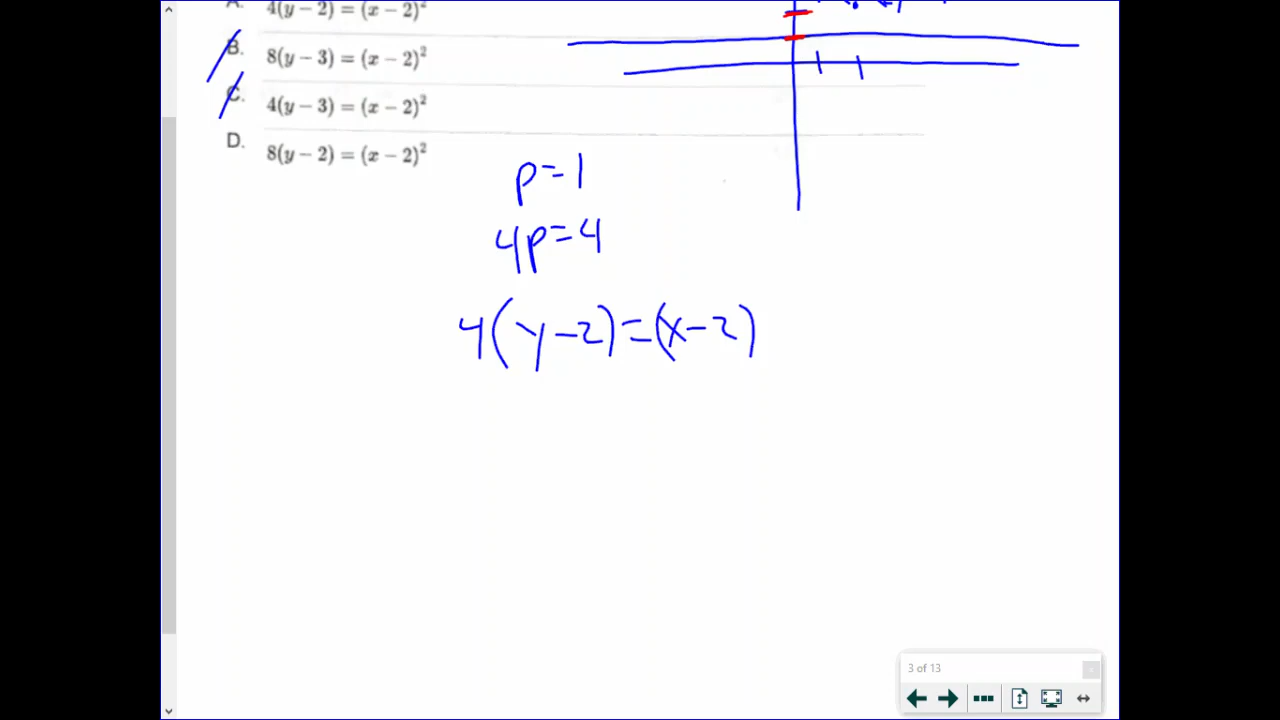 A. 4(y − 2) = (x − 2)²
B. 8(y − 3) = (x − 2)²
C. 4(y − 3) = (x − 2)²
D. 8(y − 2) = (x − 2)²
p=1
4p=4
4(y-2)=(x-2)
3 of 13